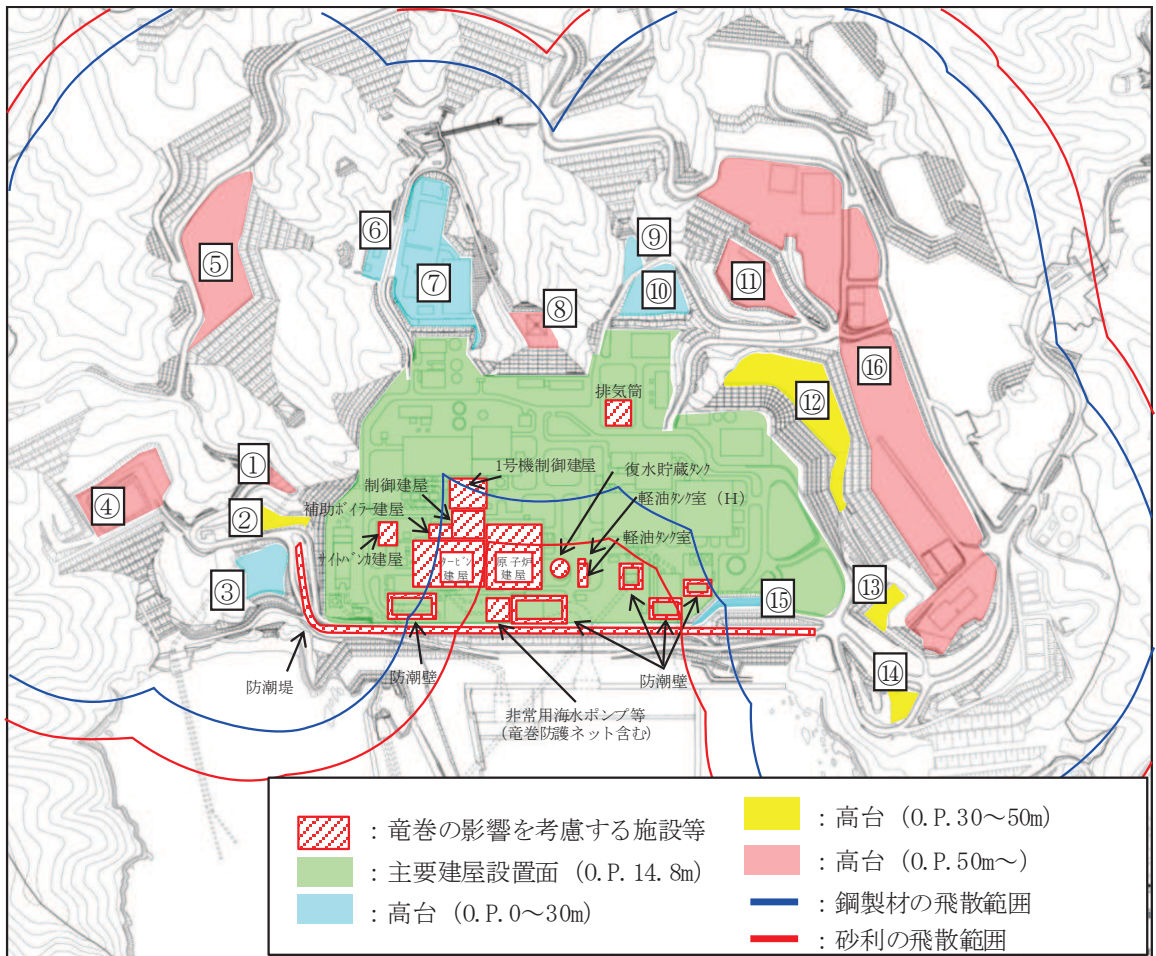 ⑤
⑥
⑦
⑧
⑨
⑩
⑪
⑫
⑯
排気筒
①
1号機制御建屋
復水貯蔵ﾀﾝｸ
制御建屋
軽油ﾀﾝｸ室（H）
④
②
補助ﾎﾞｲﾗｰ建屋
軽油ﾀﾝｸ室
ｻｲﾄﾊﾞﾝｶ建屋
ﾀｰﾋﾞﾝ
建屋
原子炉
建屋
③
⑬
⑮
防潮堤
防潮壁
防潮壁
⑭
非常用海水ポンプ等
(竜巻防護ネット含む)
：竜巻の影響を考慮する施設等
：主要建屋設置面（O.P.14.8m）
：高台（O.P.0～30m）
：高台（O.P.30～50m）
：高台（O.P.50m～）
：鋼製材の飛散範囲
：砂利の飛散範囲